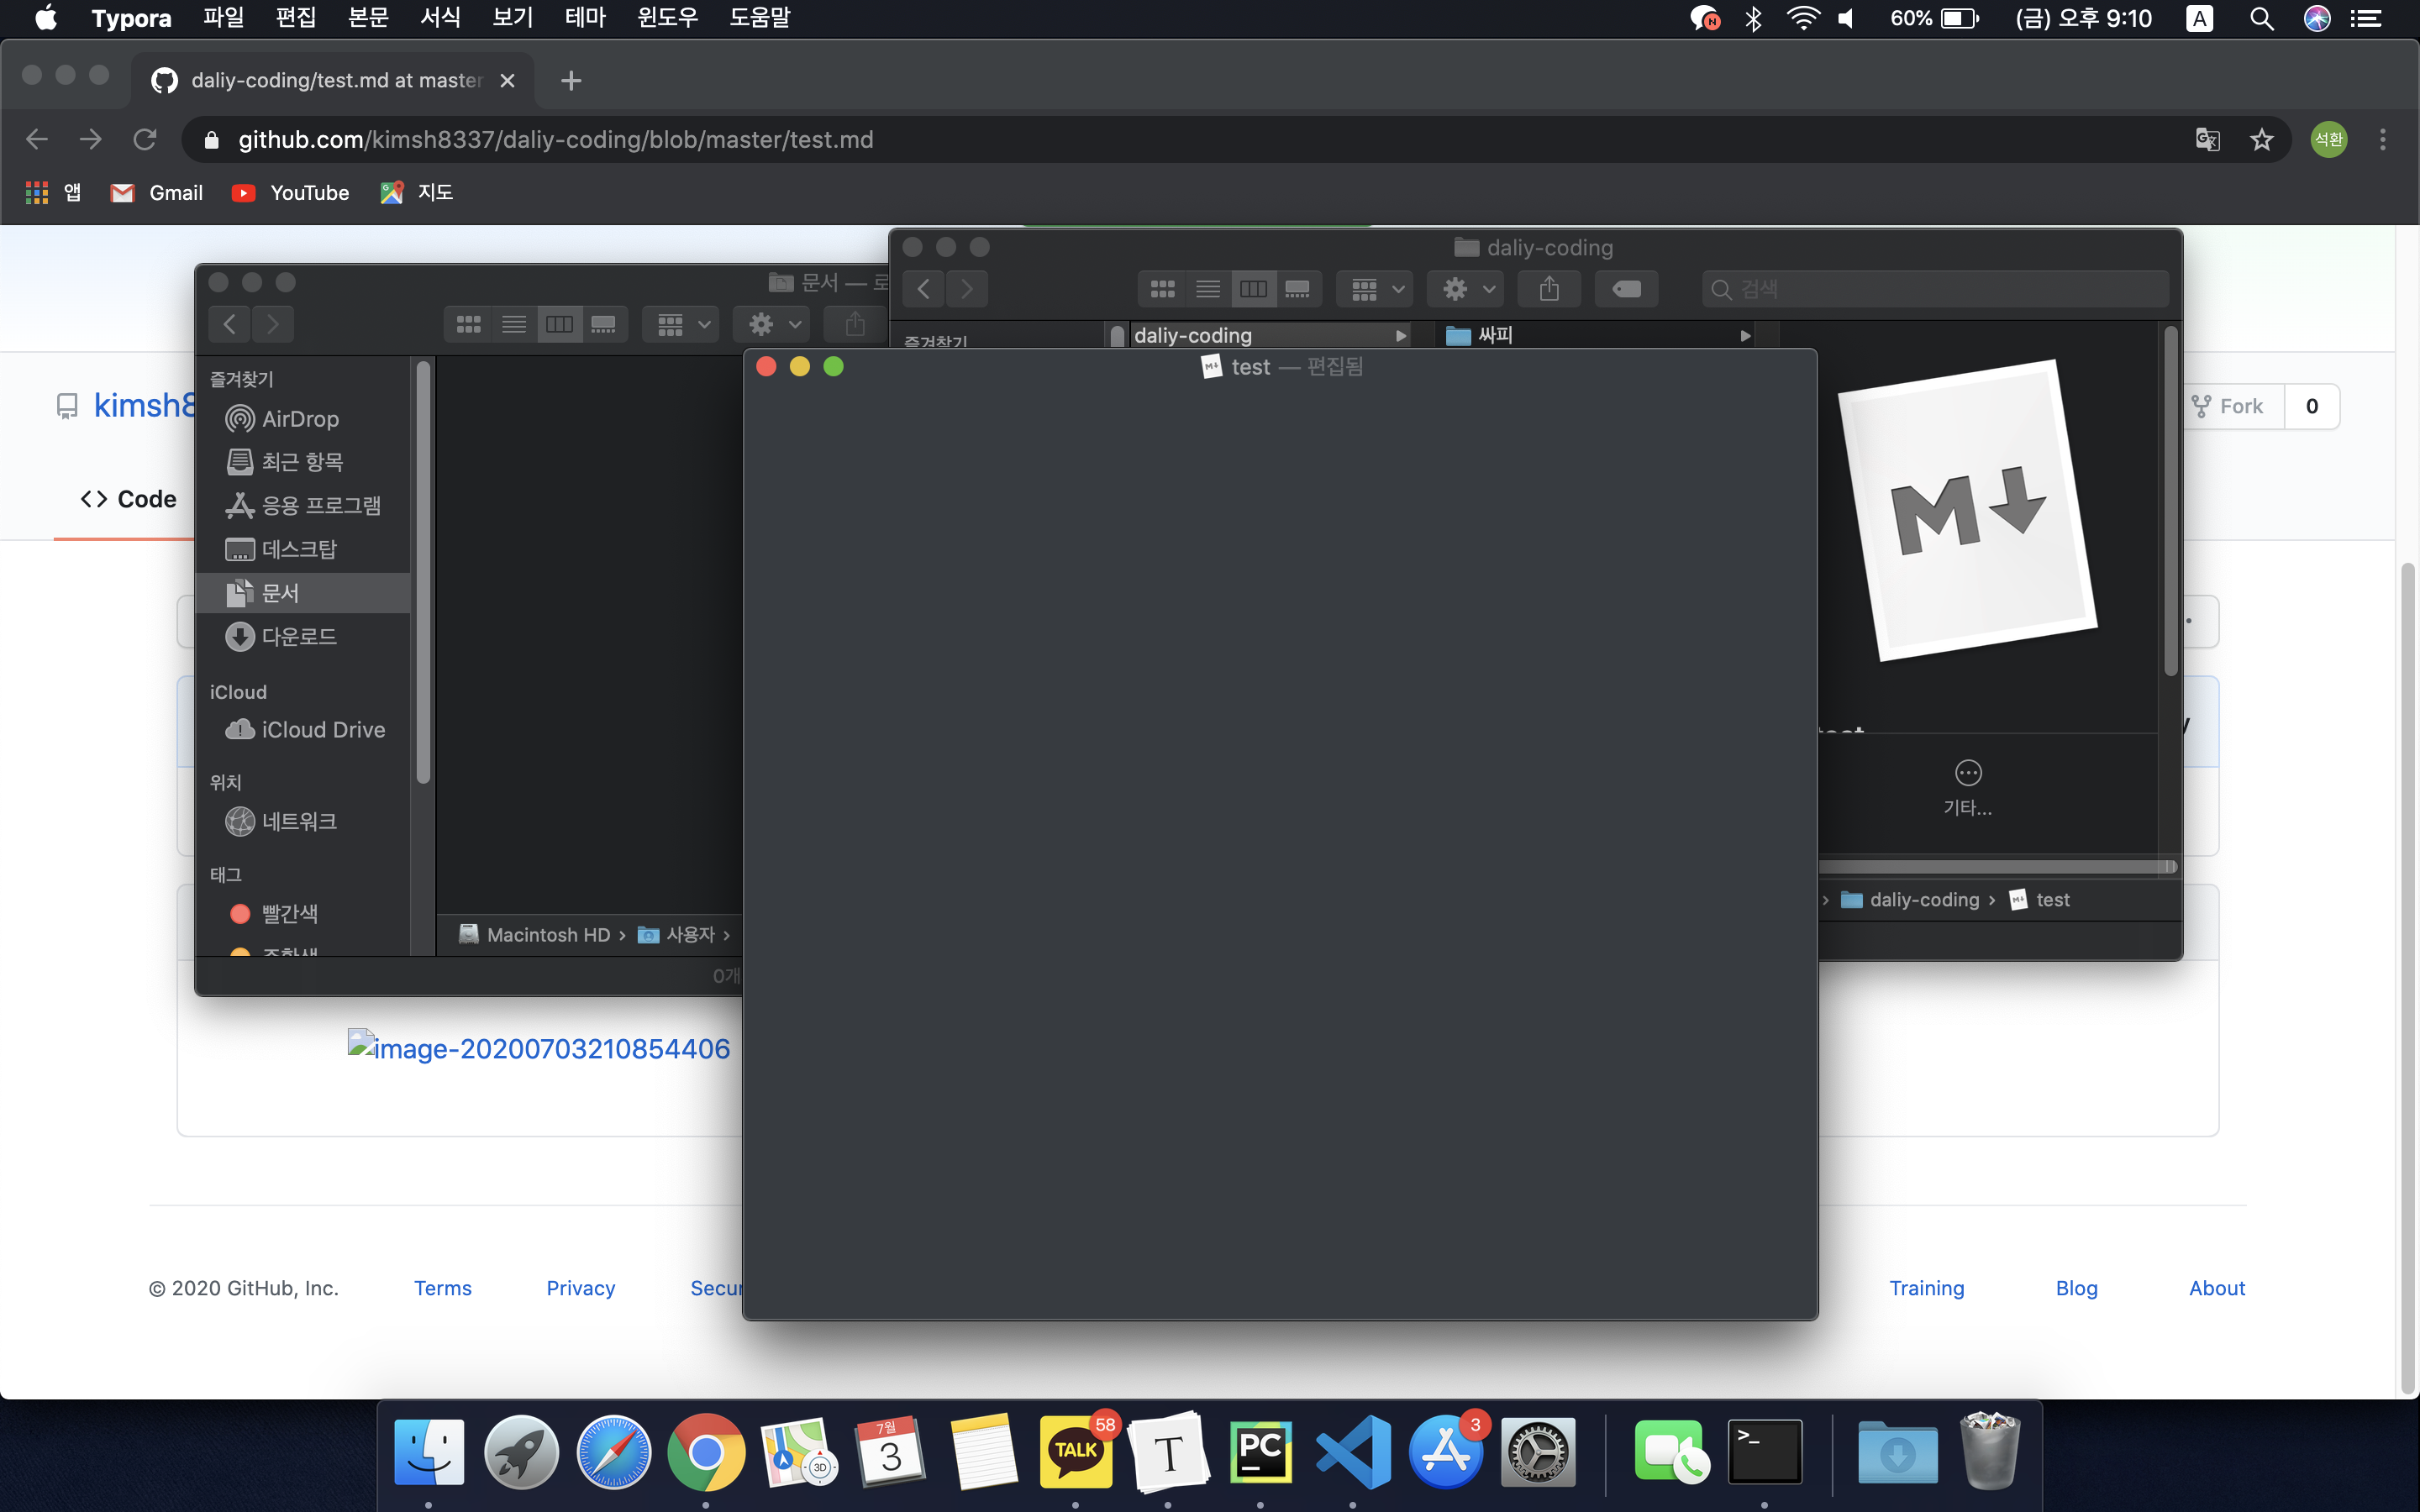 Typora 파일 편집 본문 서식 보기 테마 윈도우 도움말 N 60% (금) 오후 9:10 A
daliy-coding/test.md at master
github.com/kimsh8337/daliy-coding/blob/master/test.md 석환
앱 Gmail YouTube 지도
daliy-coding
검색
문서 — 로
즐겨찾기
daliy-coding 싸피
test — 편집됨
즐겨찾기
AirDrop
최근 항목
응용 프로그램
데스크탑
문서
다운로드
iCloud
iCloud Drive
위치
네트워크
태그
빨간색
Macintosh HD › 사용자 ›
0개
kimsh8
Fork 0
Code
M
test
기타...
› daliy-coding › test
image-20200703210854406
© 2020 GitHub, Inc. Terms Privacy Secur Training Blog About
3D
7월
3
TALK
58
T
PC
3
>_